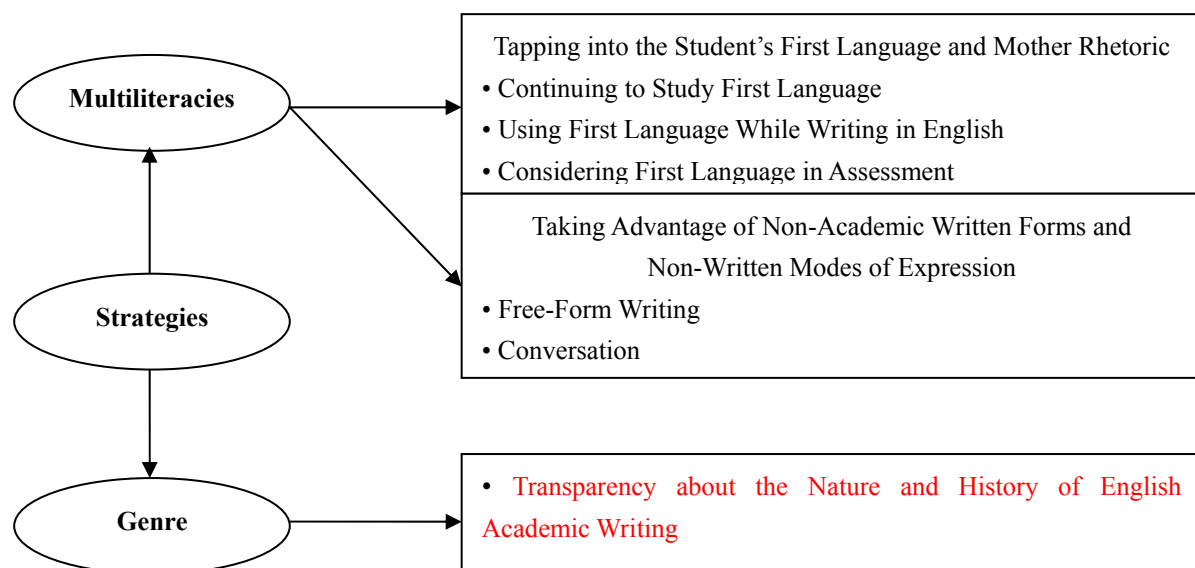 Multiliteracies
Tapping into the Student’s First Language and Mother Rhetoric
• Continuing to Study First Language
• Using First Language While Writing in English
• Considering First Language in Assessment
Taking Advantage of Non-Academic Written Forms and
Non-Written Modes of Expression
• Free-Form Writing
• Conversation
Strategies
Genre
• Transparency about the Nature and History of English
Academic Writing